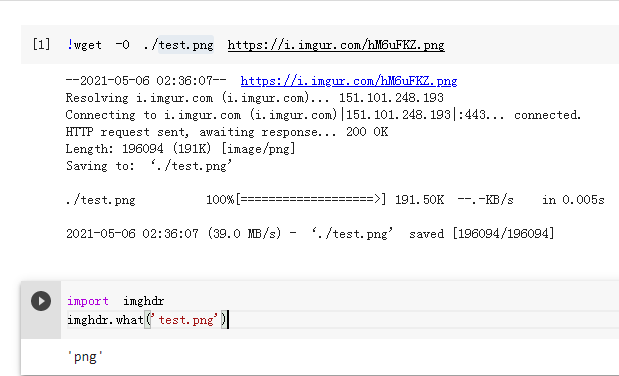 [1] !wget -O ./test.png https://i.imgur.com/hM6uFKZ.png
--2021-05-06 02:36:07-- https://i.imgur.com/hM6uFKZ.png
Resolving i.imgur.com (i.imgur.com)... 151.101.248.193
Connecting to i.imgur.com (i.imgur.com)|151.101.248.193|:443... connected.
HTTP request sent, awaiting response... 200 OK
Length: 196094 (191K) [image/png]
Saving to: ‘./test.png’
./test.png 100%[===================>] 191.50K --.-KB/s in 0.005s
2021-05-06 02:36:07 (39.0 MB/s) - ‘./test.png’ saved [196094/196094]
import imghdr
imghdr.what('test.png')
'png'